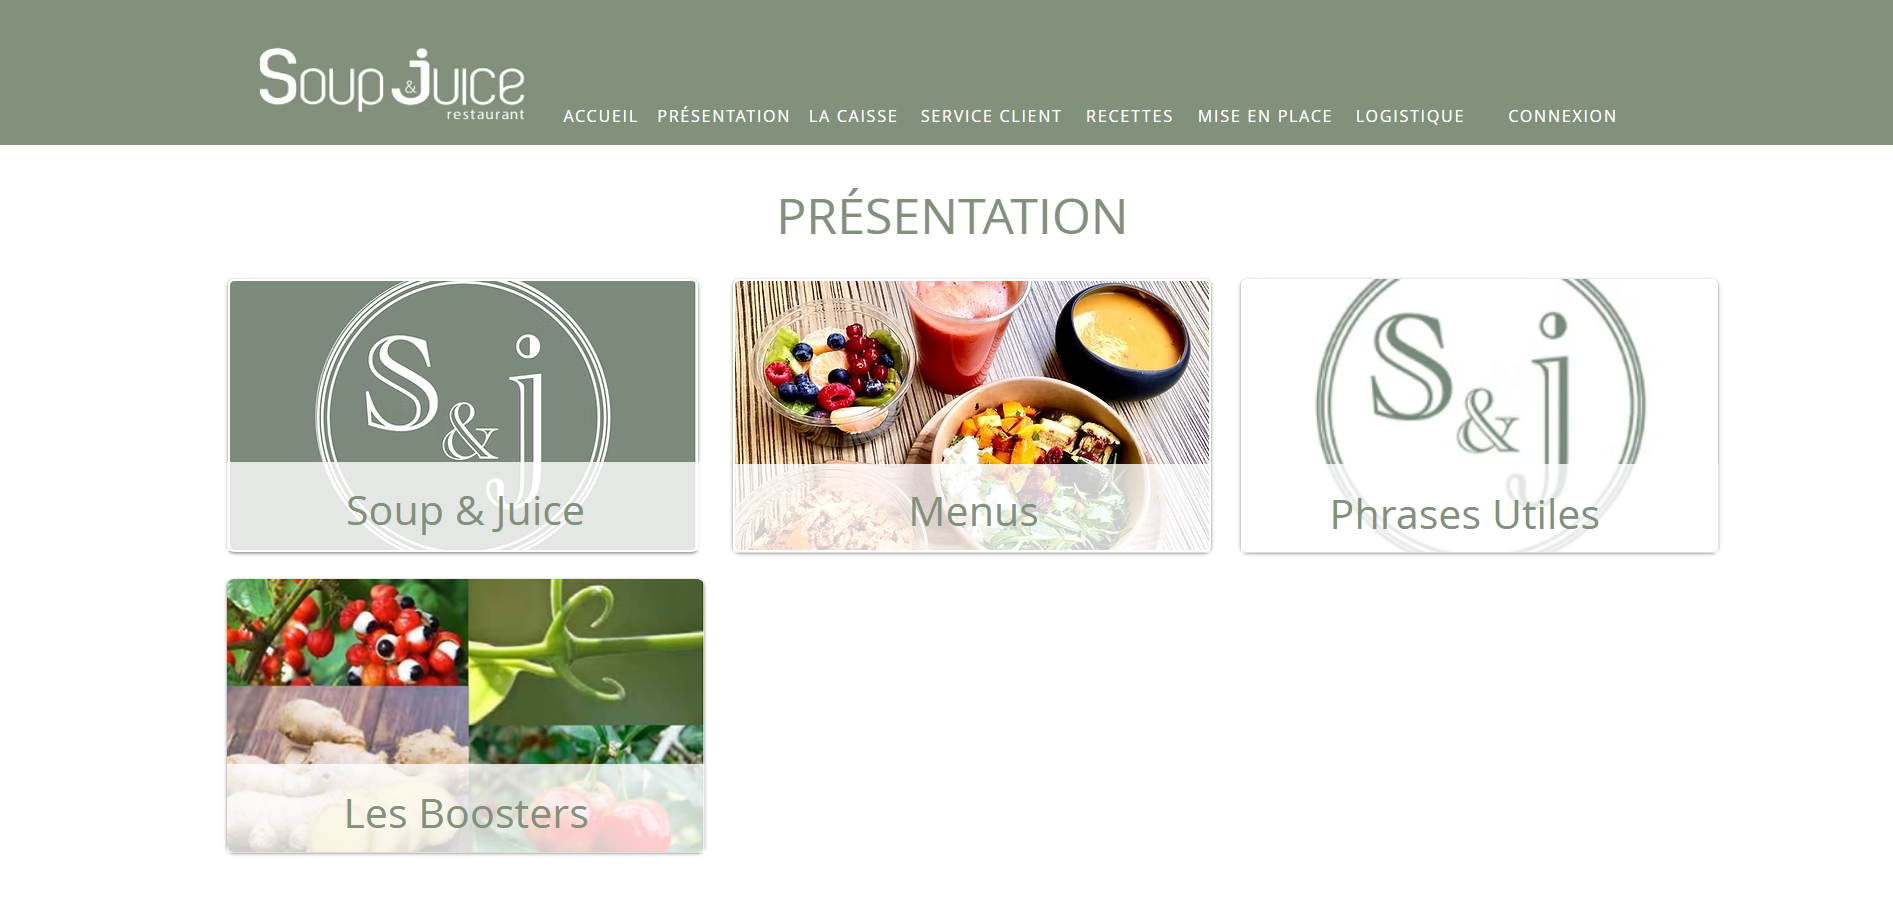 Soup & Juice
restaurant
ACCUEIL PRÉSENTATION LA CAISSE SERVICE CLIENT RECETTES MISE EN PLACE LOGISTIQUE CONNEXION
PRÉSENTATION
S & j
S & j
Soup & Juice
Menus
Phrases Utiles
Les Boosters